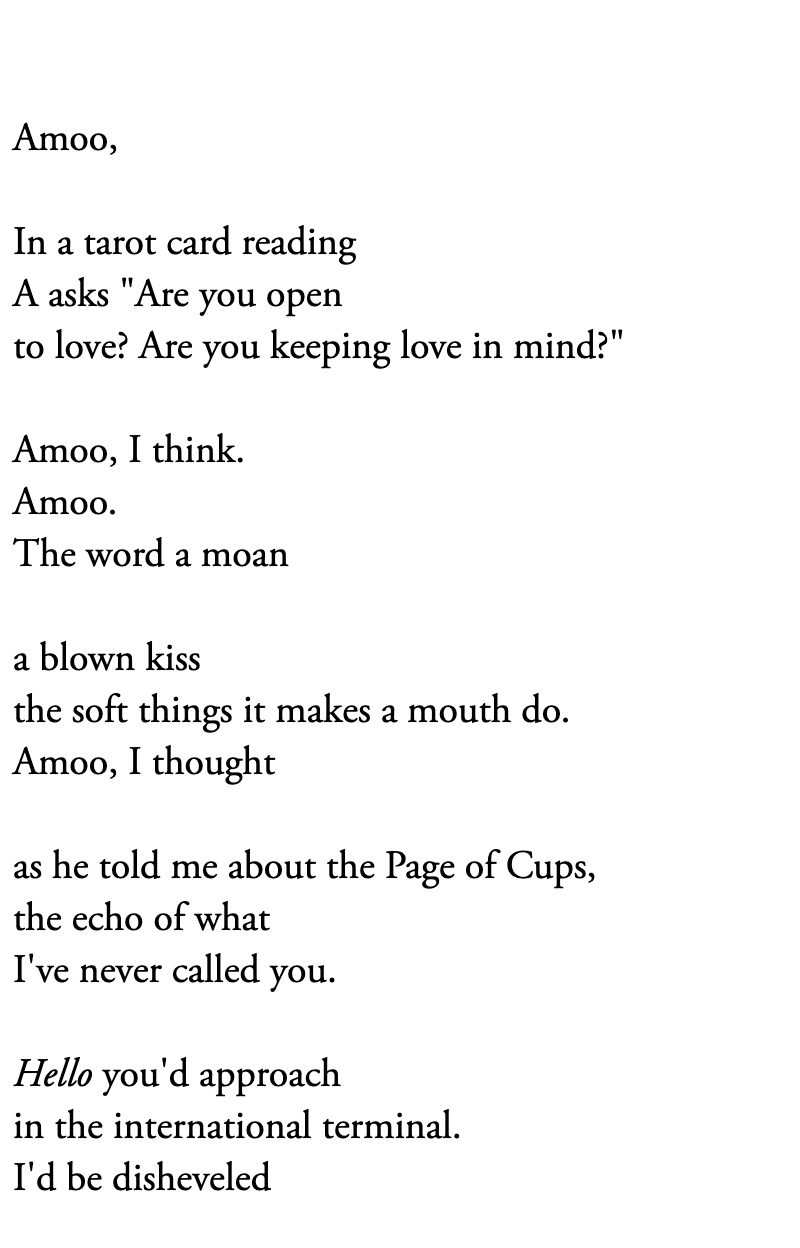 Amoo,
In a tarot card reading
A asks "Are you open
to love? Are you keeping love in mind?"
Amoo, I think.
Amoo.
The word a moan
a blown kiss
the soft things it makes a mouth do.
Amoo, I thought
as he told me about the Page of Cups,
the echo of what
I've never called you.
Hello you'd approach
in the international terminal.
I'd be disheveled